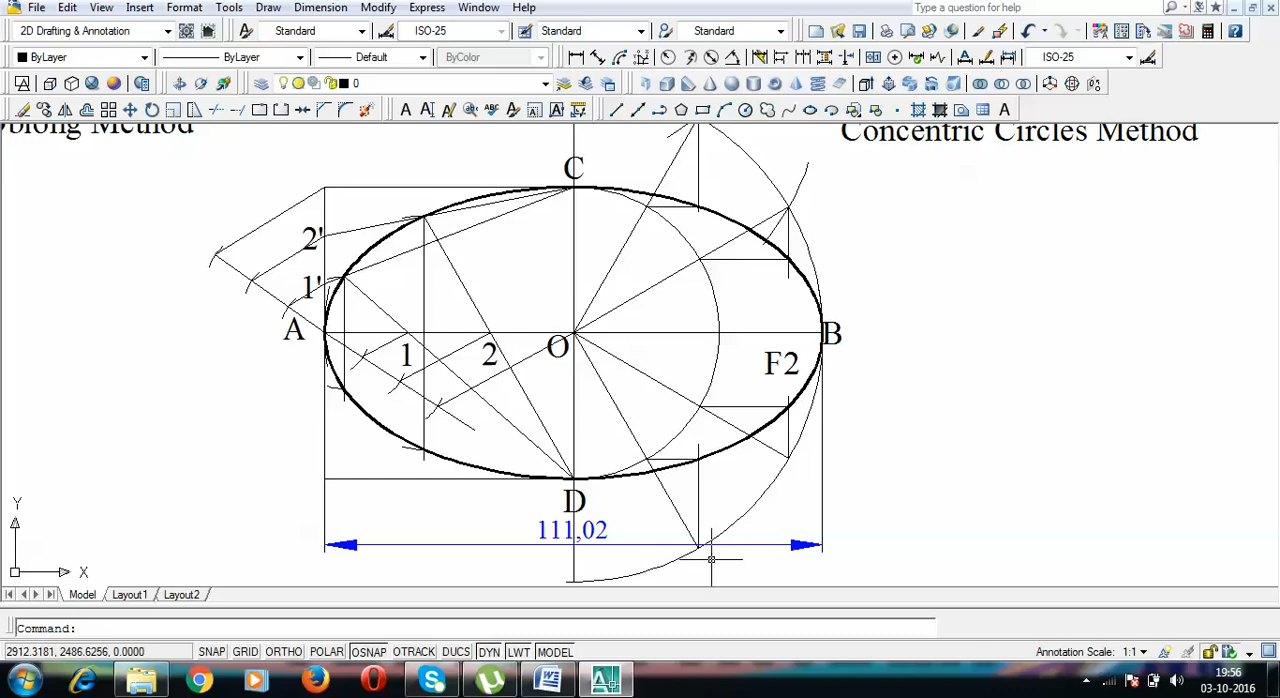 File Edit View Insert Format Tools Draw Dimension Modify Express Window Help Type a question for help
2D Drafting & Annotation Standard ISO-25 Standard Standard
ByLayer ByLayer Default ByColor ISO-25
0
A A A ABC A A A
oblong Method Concentric Circles Method
C
2'
1'
A 1 2 O F2 B
D
111,02
Y
X
Model Layout1 Layout2
Command:
2912.3181, 2486.6256, 0.0000 SNAP GRID ORTHO POLAR OSNAP OTRACK DUCS DYN LWT MODEL Annotation Scale: 1:1
19:56
03-10-2016